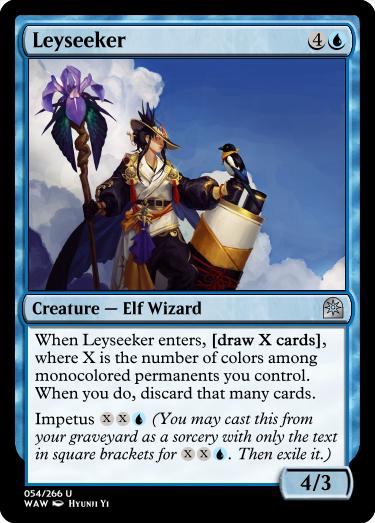 Leyseeker 4
Creature — Elf Wizard
When Leyseeker enters, [draw X cards],
where X is the number of colors among
monocolored permanents you control.
When you do, discard that many cards.
Impetus X X (You may cast this from
your graveyard as a sorcery with only the text
in square brackets for X X . Then exile it.)
054/266 U
WAW Hyunji Yi
4/3